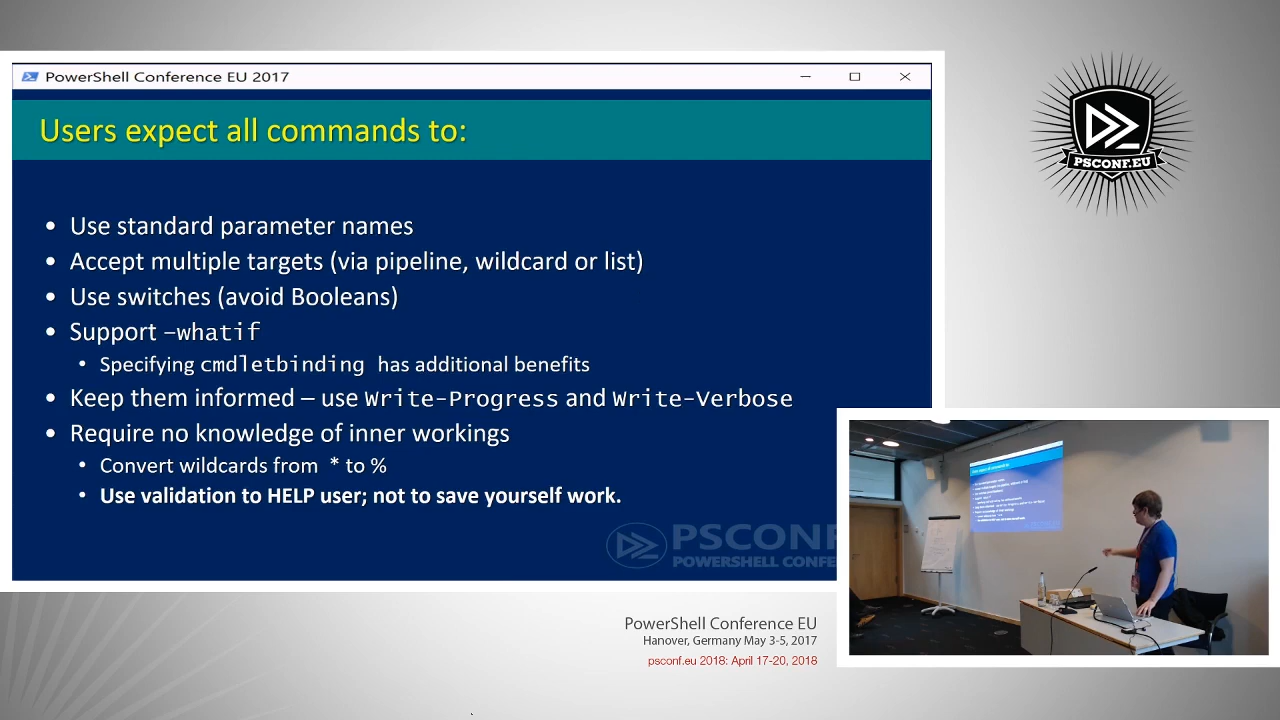 PowerShell Conference EU 2017
Users expect all commands to:
• Use standard parameter names
• Accept multiple targets (via pipeline, wildcard or list)
• Use switches (avoid Booleans)
• Support –whatif
• Specifying cmdletbinding has additional benefits
• Keep them informed – use Write-Progress and Write-Verbose
• Require no knowledge of inner workings
• Convert wildcards from * to %
• Use validation to HELP user; not to save yourself work.
PSCONF
POWERSHELL CONFE
PSCONF.EU
PowerShell Conference EU
Hanover, Germany May 3-5, 2017
psconf.eu 2018: April 17-20, 2018